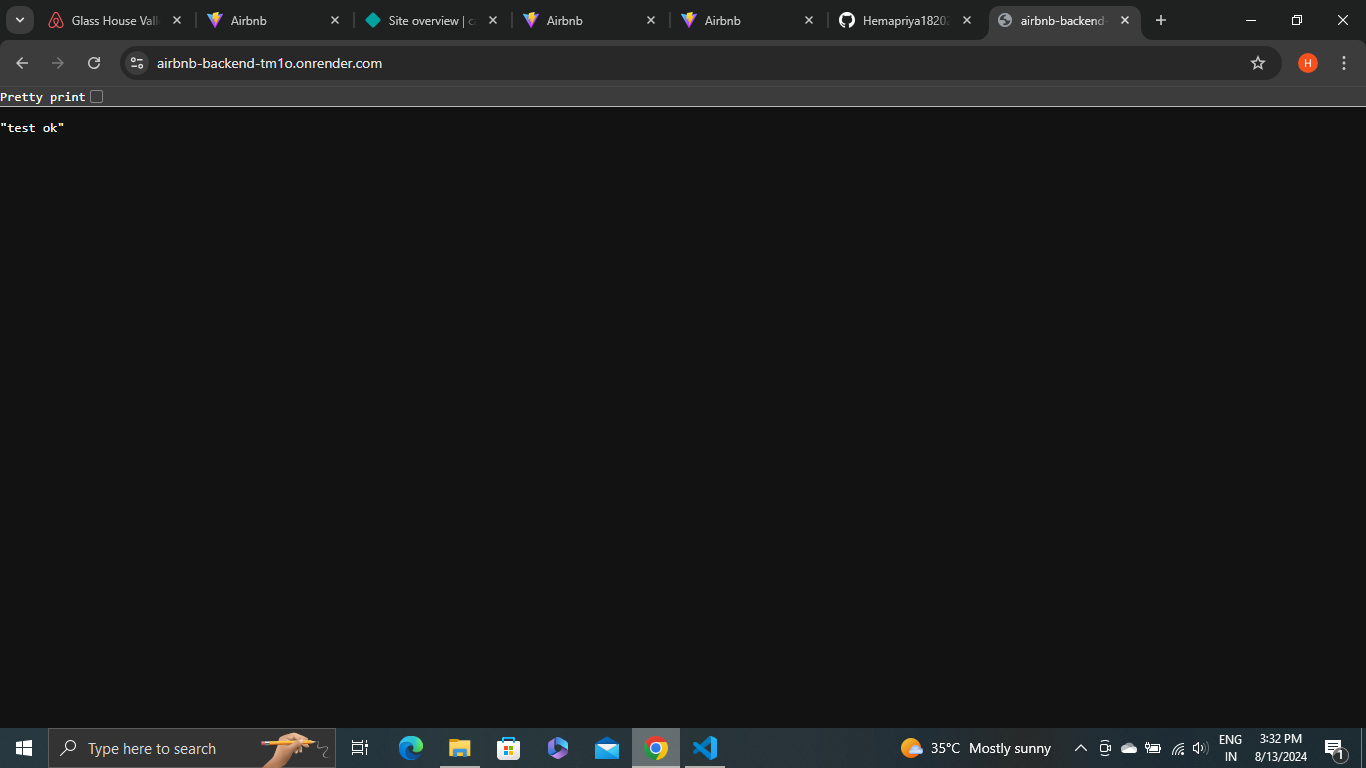 Glass House Vall
Airbnb
Site overview | c
Airbnb
Airbnb
Hemapriya18202
airbnb-backend-
airbnb-backend-tm1o.onrender.com
H
Pretty print
"test ok"
Type here to search
35°C Mostly sunny
ENG
IN
3:32 PM
8/13/2024
1